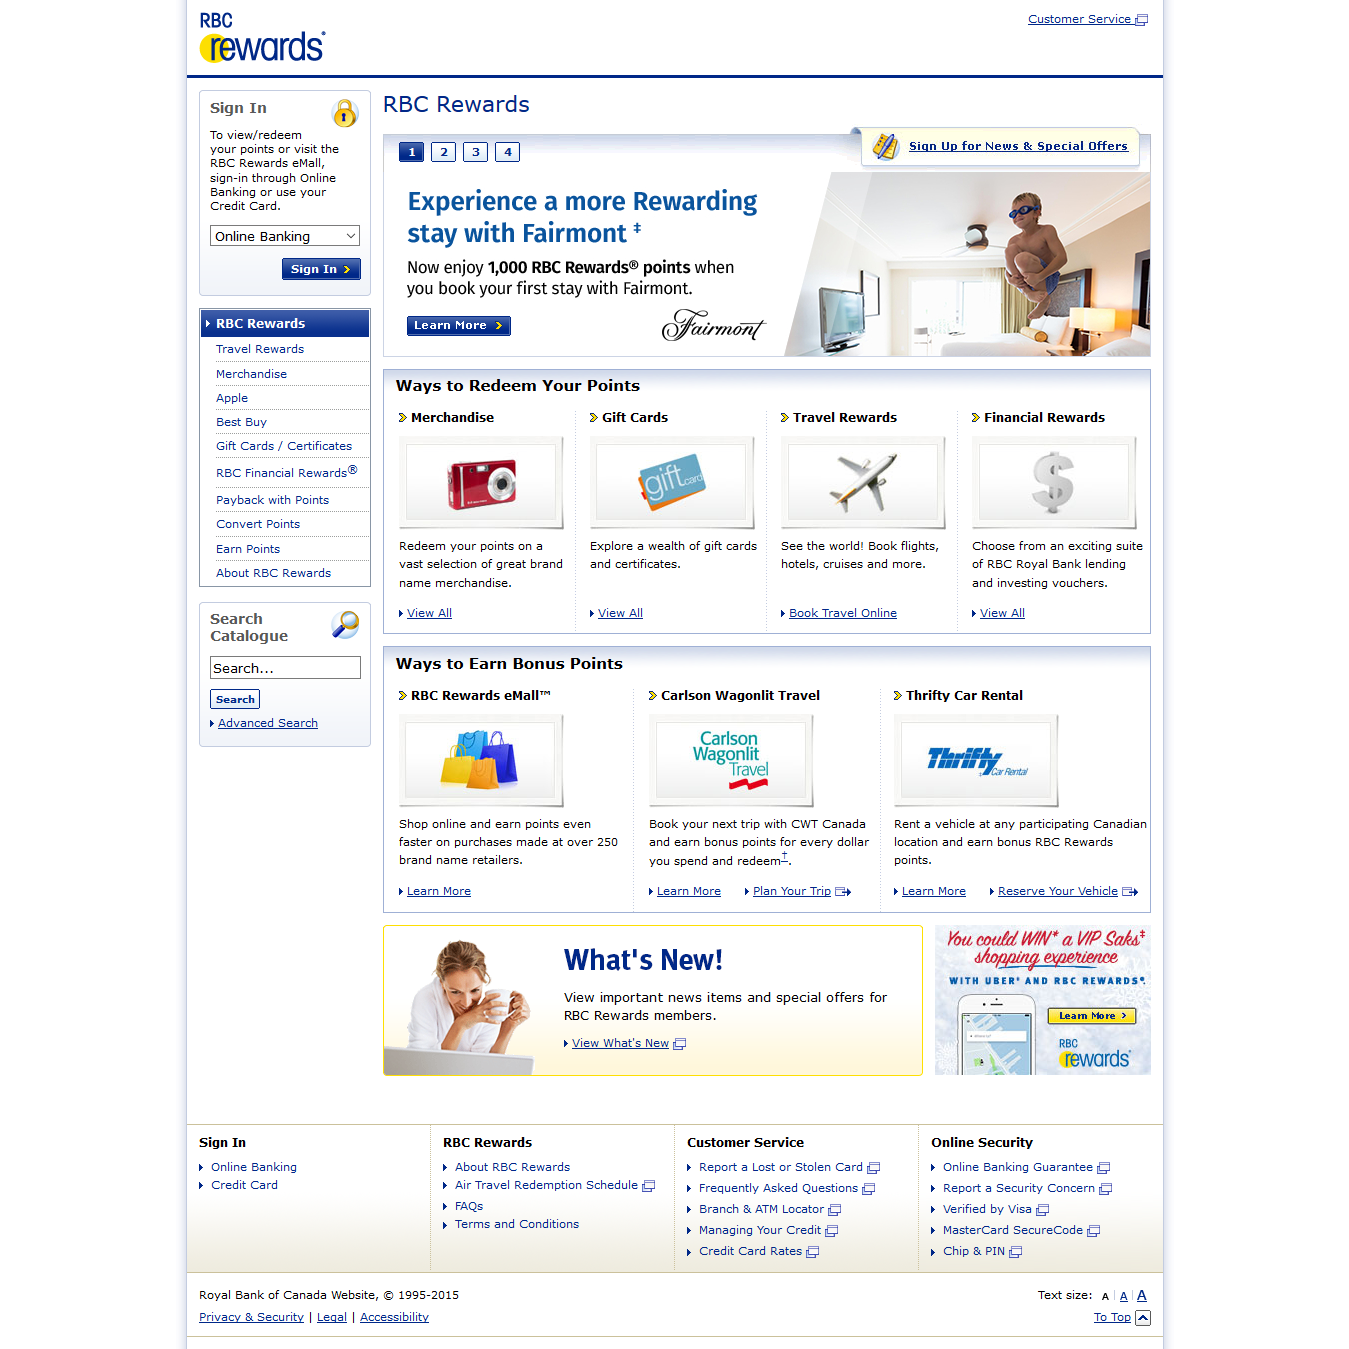 RBC
rewards®
Customer Service
Sign In
To view/redeem
your points or visit the
RBC Rewards eMall,
sign-in through Online
Banking or use your
Credit Card.
Online Banking
Sign In
RBC Rewards
Travel Rewards
Merchandise
Apple
Best Buy
Gift Cards / Certificates
RBC Financial Rewards®
Payback with Points
Convert Points
Earn Points
About RBC Rewards
Search
Catalogue
Search...
Search
Advanced Search
RBC Rewards
1 2 3 4
Sign Up for News & Special Offers
Experience a more Rewarding
stay with Fairmont ‡
Now enjoy 1,000 RBC Rewards® points when
you book your first stay with Fairmont.
Learn More
Fairmont
Ways to Redeem Your Points
Merchandise
Redeem your points on a
vast selection of great brand
name merchandise.
View All
Gift Cards
gift card
Explore a wealth of gift cards
and certificates.
View All
Travel Rewards
See the world! Book flights,
hotels, cruises and more.
Book Travel Online
Financial Rewards
$
Choose from an exciting suite
of RBC Royal Bank lending
and investing vouchers.
View All
Ways to Earn Bonus Points
RBC Rewards eMall™
Shop online and earn points even
faster on purchases made at over 250
brand name retailers.
Learn More
Carlson Wagonlit Travel
Carlson
Wagonlit
Travel
Book your next trip with CWT Canada
and earn bonus points for every dollar
you spend and redeem‡.
Learn More Plan Your Trip
Thrifty Car Rental
Thrifty
‡Car Rental
Rent a vehicle at any participating Canadian
location and earn bonus RBC Rewards
points.
Learn More Reserve Your Vehicle
What's New!
View important news items and special offers for
RBC Rewards members.
View What's New
You could WIN* a VIP Saks‡
shopping experience
WITH UBER‡ AND RBC REWARDS®.
Learn More
RBC
rewards®
Sign In
Online Banking
Credit Card
RBC Rewards
About RBC Rewards
Air Travel Redemption Schedule
FAQs
Terms and Conditions
Customer Service
Report a Lost or Stolen Card
Frequently Asked Questions
Branch & ATM Locator
Managing Your Credit
Credit Card Rates
Online Security
Online Banking Guarantee
Report a Security Concern
Verified by Visa
MasterCard SecureCode
Chip & PIN
Royal Bank of Canada Website, © 1995-2015
Privacy & Security | Legal | Accessibility
Text size: A | A | A
To Top